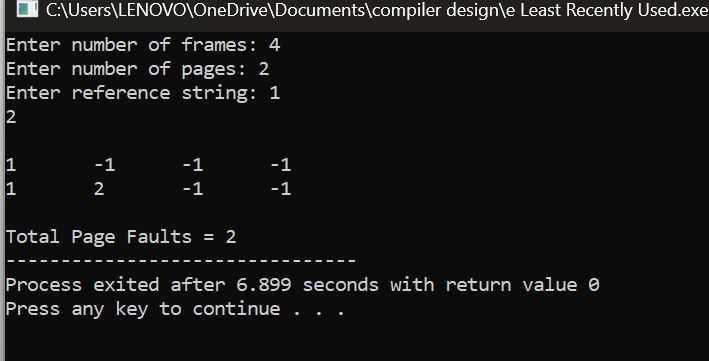 C:\Users\LENOVO\OneDrive\Documents\compiler design\e Least Recently Used.exe
Enter number of frames: 4
Enter number of pages: 2
Enter reference string: 1
2
1       -1      -1      -1
1       2       -1      -1
Total Page Faults = 2
--------------------------------
Process exited after 6.899 seconds with return value 0
Press any key to continue . . .